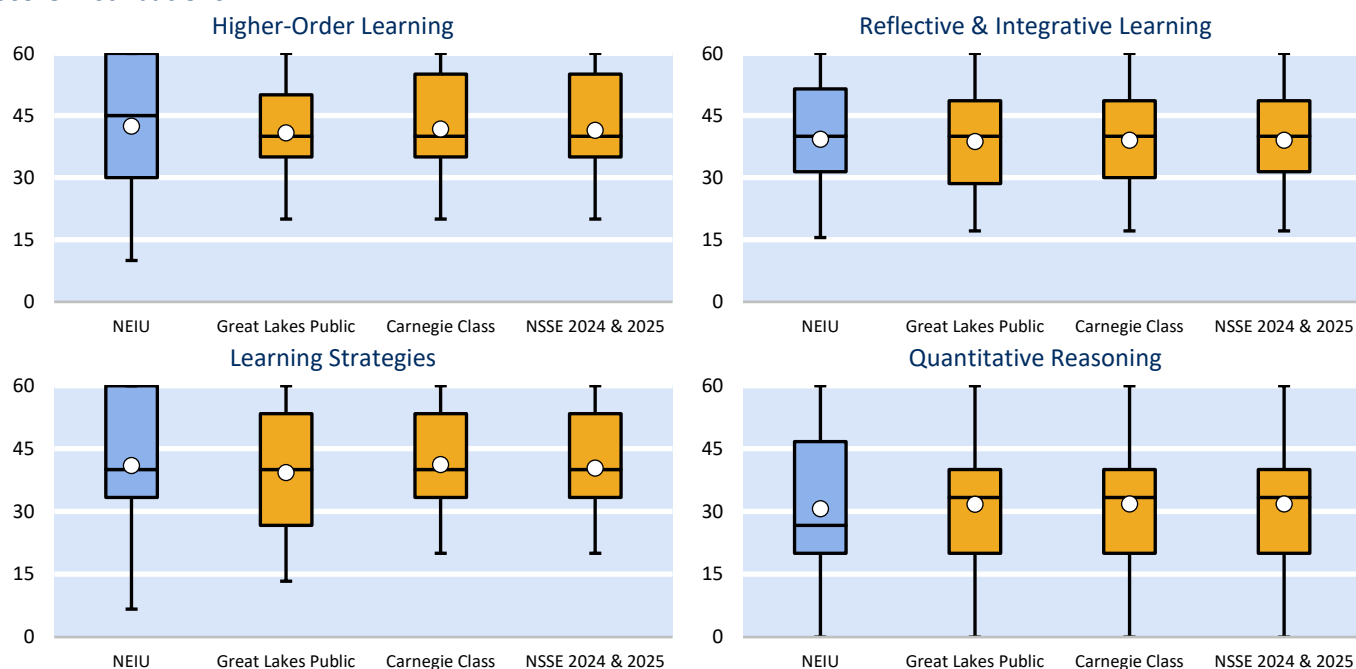 Higher-Order Learning
60
45
30
15
0
NEIU Great Lakes Public Carnegie Class NSSE 2024 & 2025
Reflective & Integrative Learning
60
45
30
15
0
NEIU Great Lakes Public Carnegie Class NSSE 2024 & 2025
Learning Strategies
60
45
30
15
0
NEIU Great Lakes Public Carnegie Class NSSE 2024 & 2025
Quantitative Reasoning
60
45
30
15
0
NEIU Great Lakes Public Carnegie Class NSSE 2024 & 2025